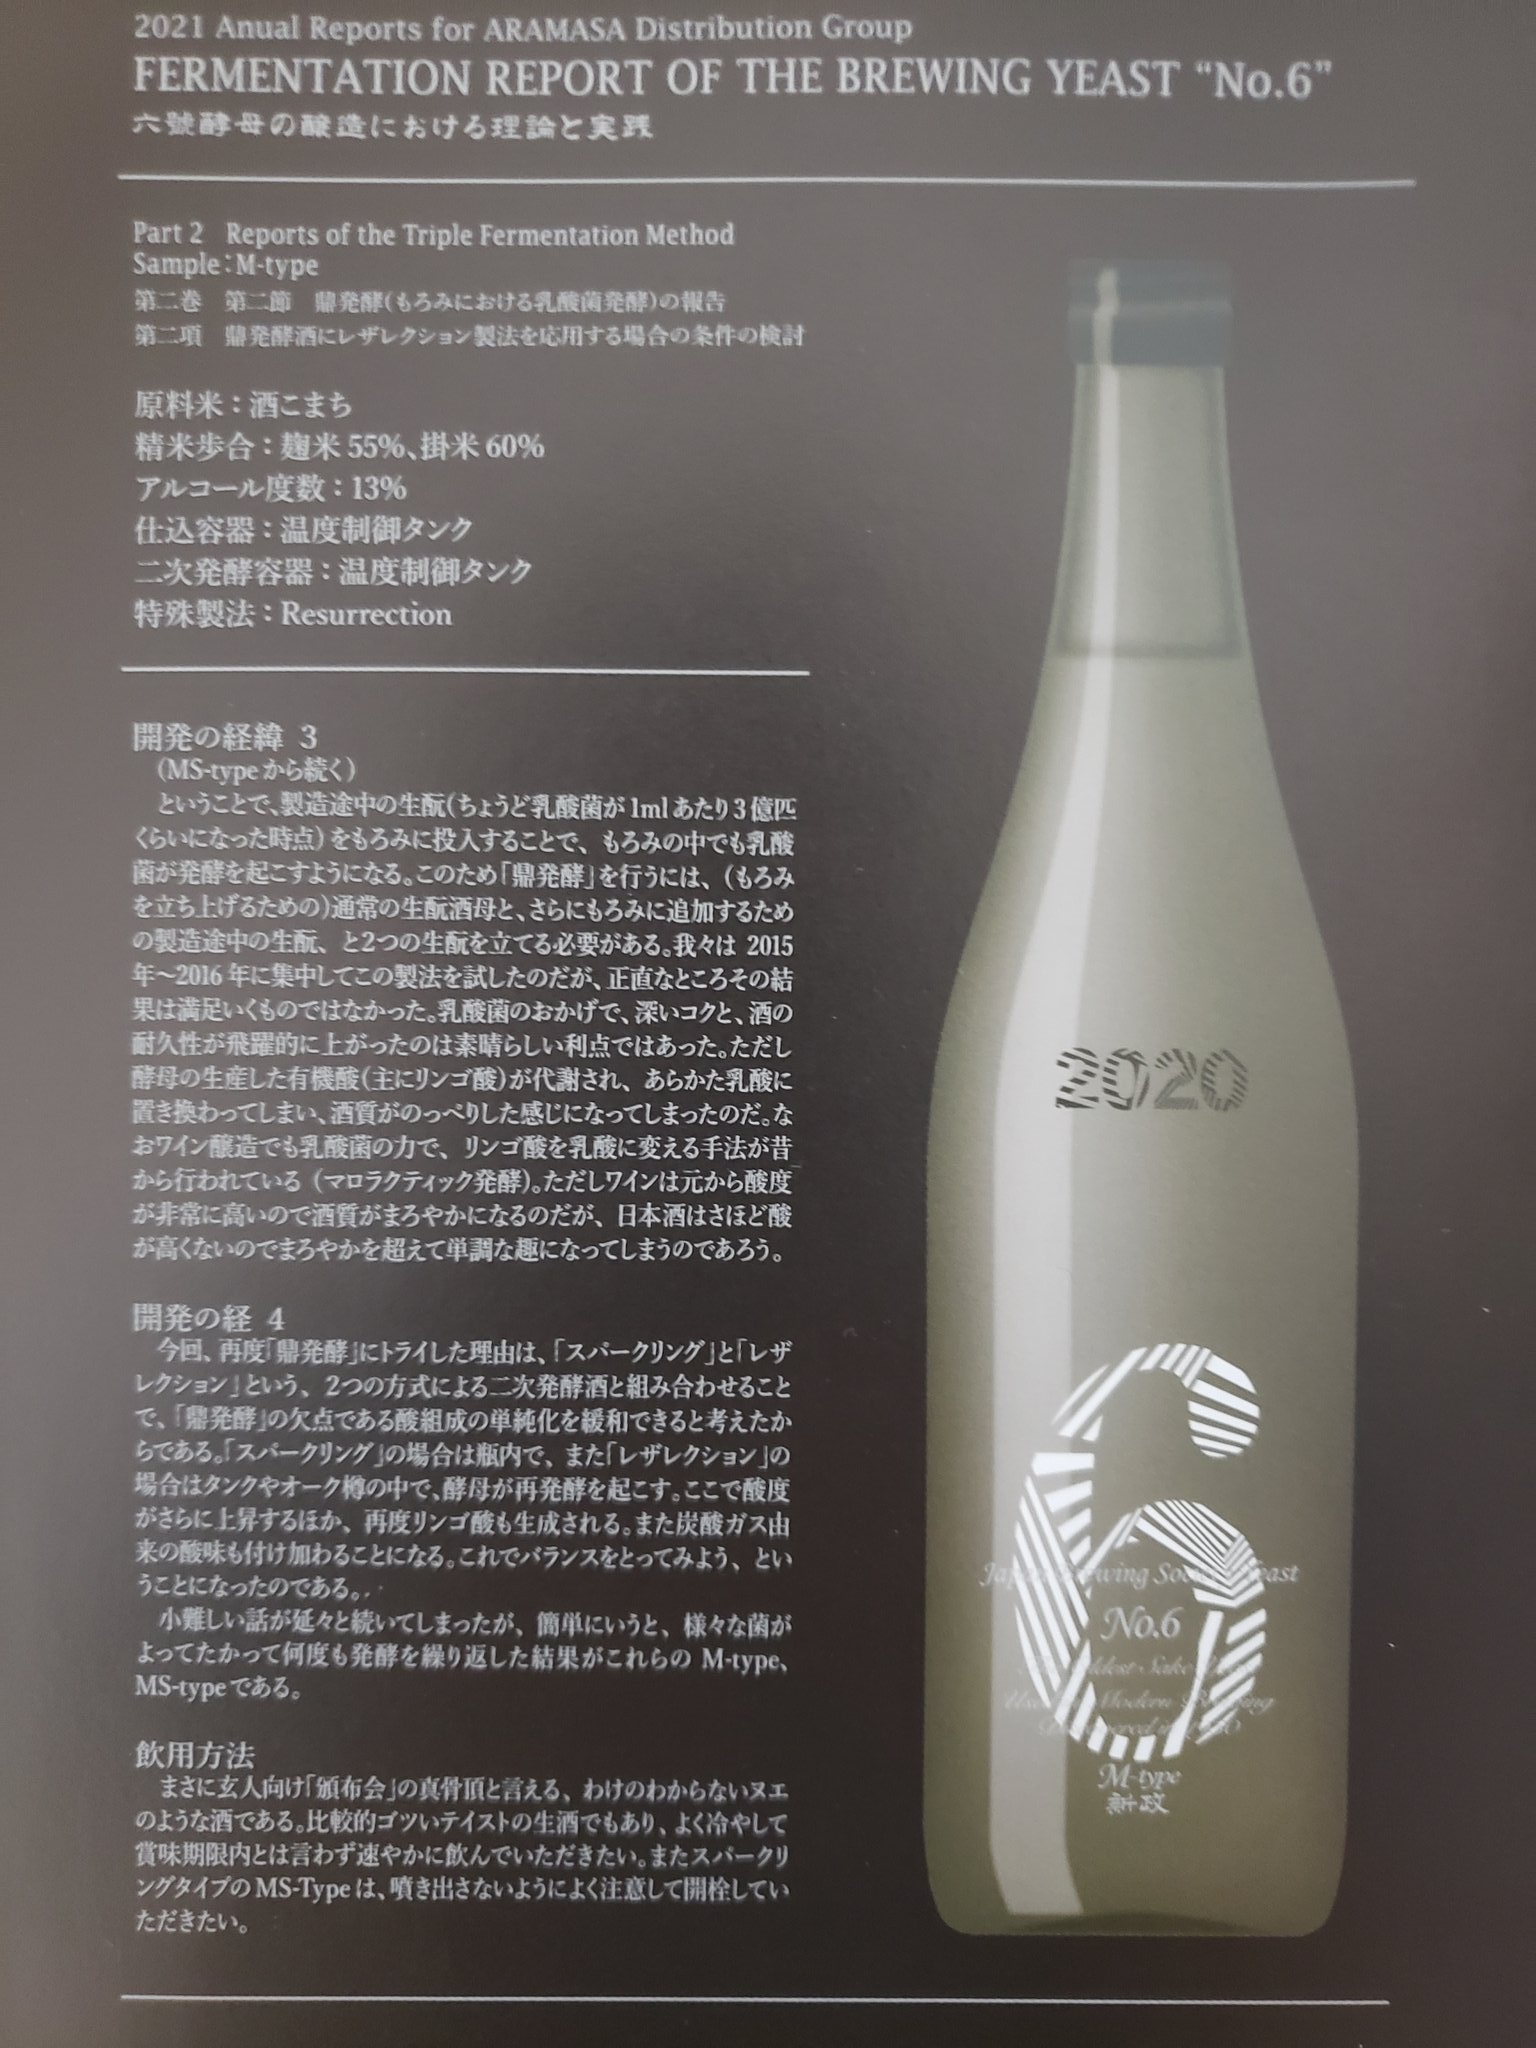 2021 Anual Reports for ARAMASA Distribution Group
FERMENTATION REPORT OF THE BREWING YEAST “No.6”
六號酵母の醸造における理論と実践
Part 2 Reports of the Triple Fermentation Method
Sample：M-type
第二巻　第二節　鼎発酵（もろみにおける乳酸菌発酵）の報告
第二項　鼎発酵酒にレザレクション製法を応用する場合の条件の検討
原料米：酒こまち
精米歩合：麹米 55%、掛米 60%
アルコール度数：13%
仕込容器：温度制御タンク
二次発酵容器：温度制御タンク
特殊製法：Resurrection
開発の経緯 3
（MS-type から続く）
ということで、製造途中の生酛（ちょうど乳酸菌が 1ml あたり 3 億匹
くらいになった時点）をもろみに投入することで、もろみの中でも乳酸
菌が発酵を起こすようになる。このため「鼎発酵」を行うには、（もろみ
を立ち上げるための）通常の生酛酒母と、さらにもろみに追加するため
の製造途中の生酛、と2つの生酛を立てる必要がある。我々は 2015
年〜2016 年に集中してこの製法を試したのだが、正直なところその結
果は満足いくものではなかった。乳酸菌のおかげで、深いコクと、酒の
耐久性が飛躍的に上がったのは素晴らしい利点ではあった。ただし
酵母の生産した有機酸（主にリンゴ酸）が代謝され、あらかた乳酸に
置き換わってしまい、酒質がのっぺりした感じになってしまったのだ。な
おワイン醸造でも乳酸菌の力で、リンゴ酸を乳酸に変える手法が昔
から行われている（マロラクティック発酵）。ただしワインは元から酸度
が非常に高いので酒質がまろやかになるのだが、日本酒はさほど酸
が高くないのでまろやかを超えて単調な趣になってしまうのであろう。
開発の経 4
今回、再度「鼎発酵」にトライした理由は、「スパークリング」と「レザ
レクション」という、2つの方式による二次発酵酒と組み合わせること
で、「鼎発酵」の欠点である酸組成の単純化を緩和できると考えたか
らである。「スパークリング」の場合は瓶内で、また「レザレクション」の
場合はタンクやオーク樽の中で、酵母が再発酵を起こす。ここで酸度
がさらに上昇するほか、再度リンゴ酸も生成される。また炭酸ガス由
来の酸味も付け加わることになる。これでバランスをとってみよう、とい
うことになったのである。
小難しい話が延々と続いてしまったが、簡単にいうと、様々な菌が
よってたかって何度も発酵を繰り返した結果がこれらの M-type、
MS-type である。
飲用方法
まさに玄人向け「頒布会」の真骨頂と言える、わけのわからないヌエ
のような酒である。比較的ゴツいテイストの生酒でもあり、よく冷やして
賞味期限内とは言わず速やかに飲んでいただきたい。またスパークリ
ングタイプの MS-Type は、噴き出さないようによく注意して開栓してい
ただきたい。
2020
6
Japan Brewing Society Yeast
No.6
Oldest Sake
Modern Brewing
M-type
新政